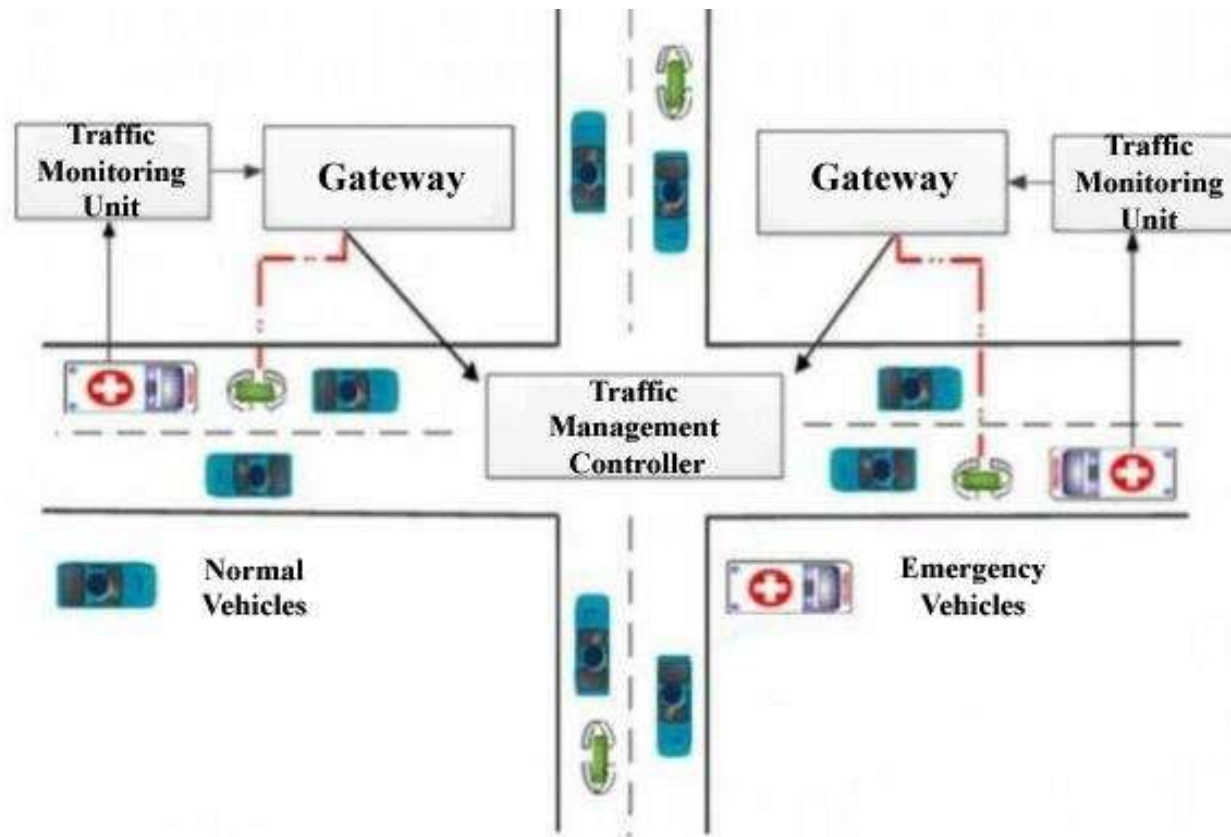 Traffic
Monitoring
Unit
Gateway
Gateway
Traffic
Monitoring
Unit
Traffic
Management
Controller
Normal
Vehicles
Emergency
Vehicles